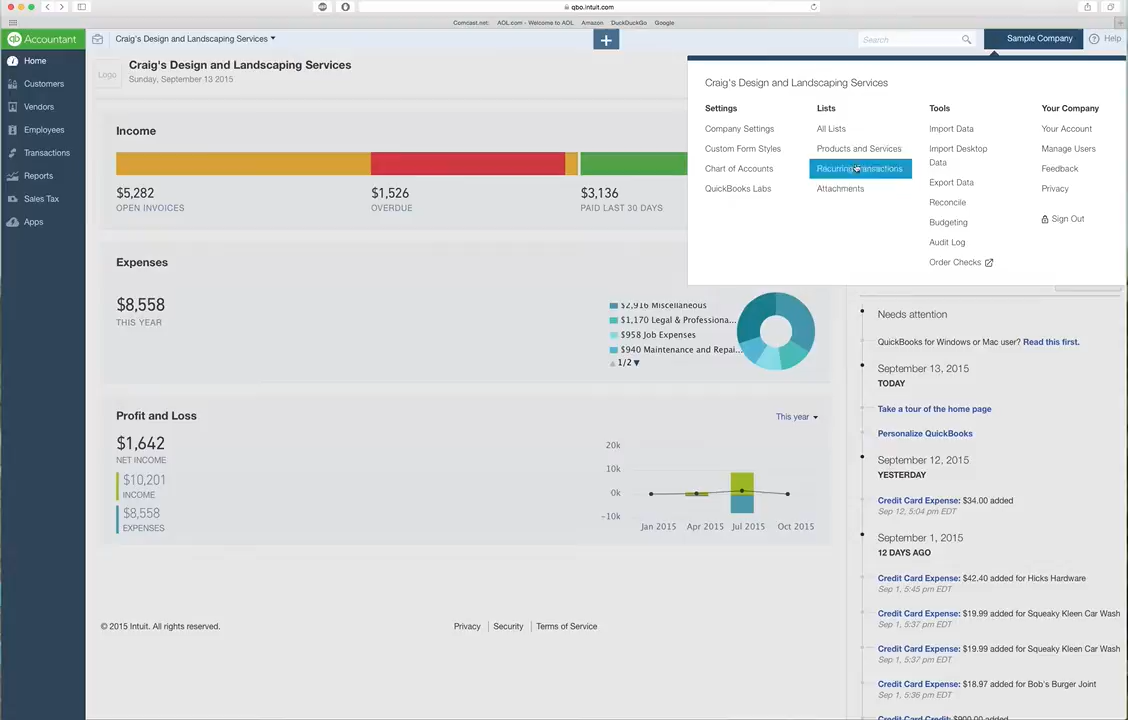 qbo.intuit.com
Comcast.net: AOL.com - Welcome to AOL Amazon DuckDuckGo Google
qb Accountant
Craig's Design and Landscaping Services
+
Search
Sample Company
? Help
Home
Customers
Vendors
Employees
Transactions
Reports
Sales Tax
Apps
Logo
Craig's Design and Landscaping Services
Sunday, September 13 2015
Craig's Design and Landscaping Services
Settings
Company Settings
Custom Form Styles
Chart of Accounts
QuickBooks Labs
Lists
All Lists
Products and Services
Recurring Transactions
Attachments
Tools
Import Data
Import Desktop
Data
Export Data
Reconcile
Budgeting
Audit Log
Order Checks
Your Company
Your Account
Manage Users
Feedback
Privacy
Sign Out
Income
$5,282
OPEN INVOICES
$1,526
OVERDUE
$3,136
PAID LAST 30 DAYS
Expenses
$8,558
THIS YEAR
$2,916 Miscellaneous
$1,170 Legal & Professiona...
$958 Job Expenses
$940 Maintenance and Repai...
1/2
Profit and Loss
This year
$1,642
NET INCOME
$10,201
INCOME
$8,558
EXPENSES
20k
10k
0k
-10k
Jan 2015 Apr 2015 Jul 2015 Oct 2015
© 2015 Intuit. All rights reserved.
Privacy
Security
Terms of Service
Needs attention
QuickBooks for Windows or Mac user? Read this first.
September 13, 2015
TODAY
Take a tour of the home page
Personalize QuickBooks
September 12, 2015
YESTERDAY
Credit Card Expense: $34.00 added
Sep 12, 5:04 pm EDT
September 1, 2015
12 DAYS AGO
Credit Card Expense: $42.40 added for Hicks Hardware
Sep 1, 5:45 pm EDT
Credit Card Expense: $19.99 added for Squeaky Kleen Car Wash
Sep 1, 5:37 pm EDT
Credit Card Expense: $19.99 added for Squeaky Kleen Car Wash
Sep 1, 5:37 pm EDT
Credit Card Expense: $18.97 added for Bob's Burger Joint
Sep 1, 5:36 pm EDT
Credit Card Credit: $900.00 added